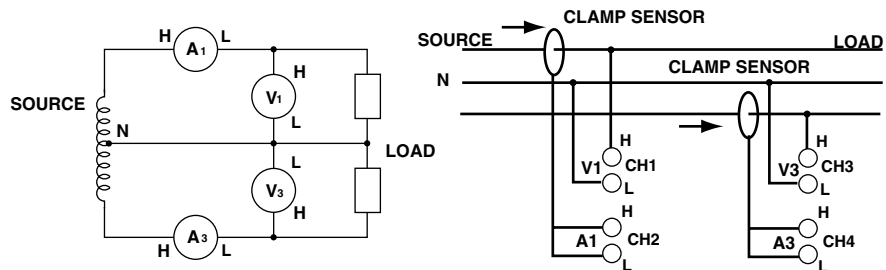 H
A1
L
H
V1
L
SOURCE
N
L
LOAD
V3
H
A3
H
L
CLAMP SENSOR
SOURCE
LOAD
N
CLAMP SENSOR
H
V1
CH1
L
H
A1
CH2
L
H
V3
CH3
L
H
A3
CH4
L